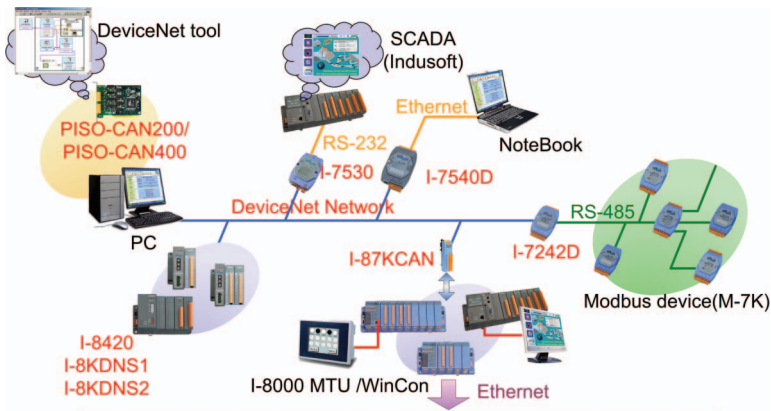 DeviceNet tool
SCADA
(Indusoft)
Ethernet
PISO-CAN200/
PISO-CAN400
RS-232
NoteBook
I-7530
I-7540D
DeviceNet Network
RS-485
PC
I-87KCAN
I-7242D
Modbus device(M-7K)
I-8420
I-8KDNS1
I-8KDNS2
I-8000 MTU /WinCon
Ethernet